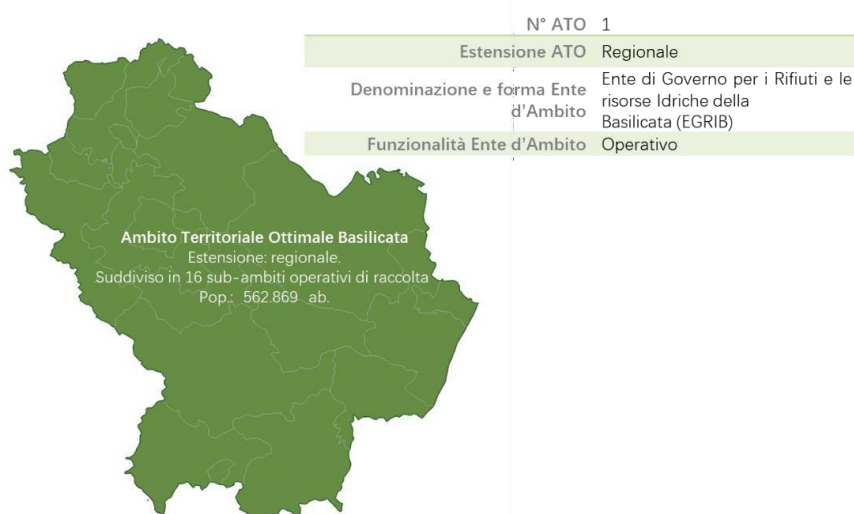 N° ATO 1
Estensione ATO Regionale
Denominazione e forma Ente d'Ambito Ente di Governo per i Rifiuti e le
risorse Idriche della
Basilicata (EGRIB)
Funzionalità Ente d'Ambito Operativo
Ambito Territoriale Ottimale Basilicata
Estensione: regionale.
Suddiviso in 16 sub-ambiti operativi di raccolta
Pop.: 562.869 ab.